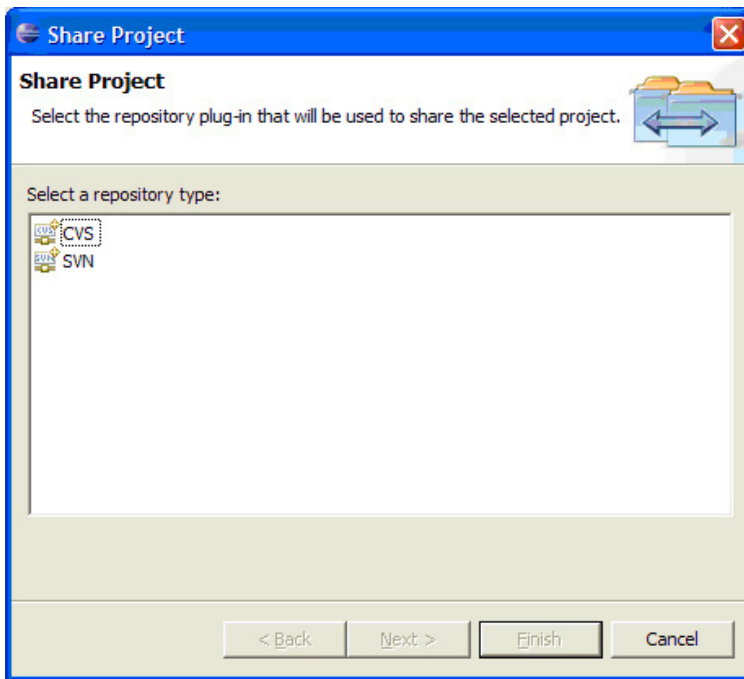 Share Project
Share Project
Select the repository plug-in that will be used to share the selected project.
Select a repository type:
CVS
SVN
< Back Next > Finish Cancel